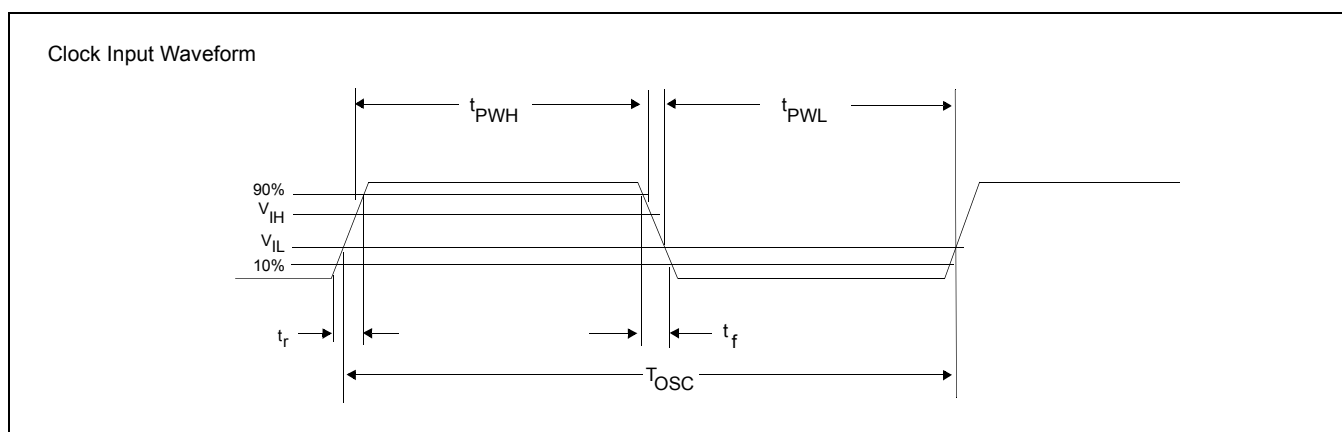 Clock Input Waveform
tPWH
tPWL
90%
VIH
VIL
10%
tr
tf
TOSC